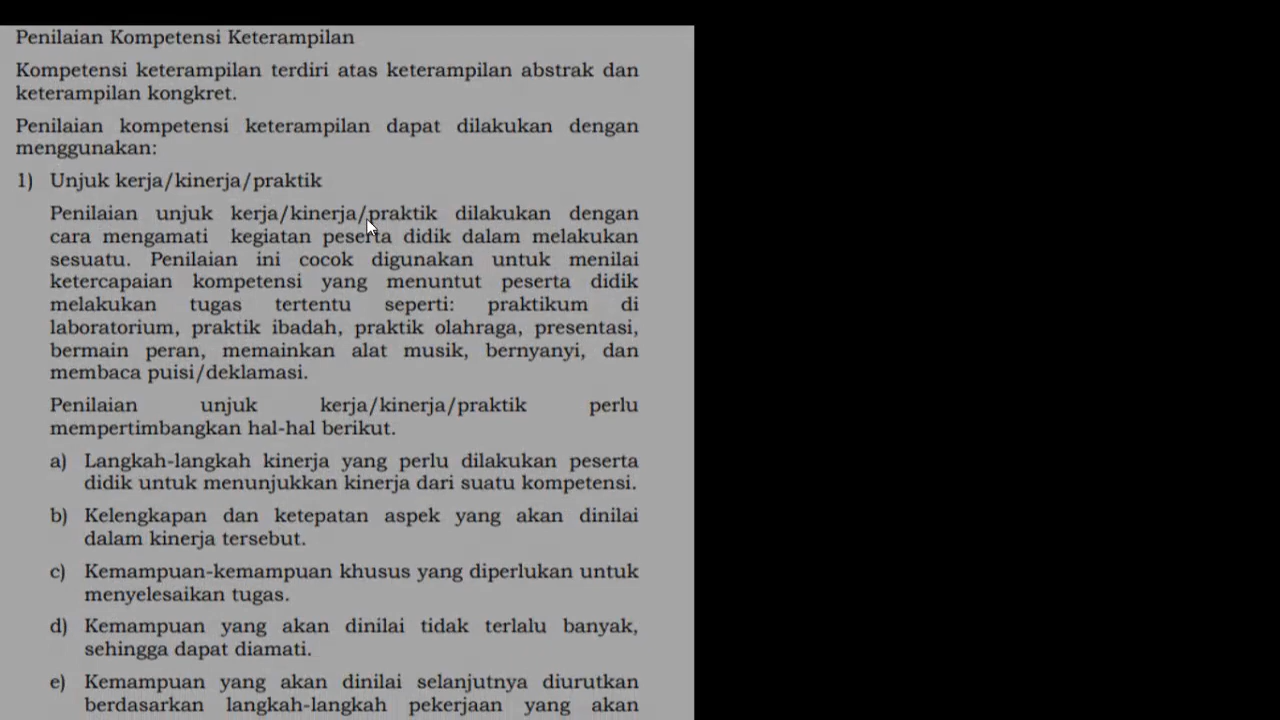 Penilaian Kompetensi Keterampilan
Kompetensi keterampilan terdiri atas keterampilan abstrak dan
keterampilan kongkret.
Penilaian kompetensi keterampilan dapat dilakukan dengan
menggunakan:
1) Unjuk kerja/kinerja/praktik
Penilaian unjuk kerja/kinerja/praktik dilakukan dengan
cara mengamati kegiatan peserta didik dalam melakukan
sesuatu. Penilaian ini cocok digunakan untuk menilai
ketercapaian kompetensi yang menuntut peserta didik
melakukan tugas tertentu seperti: praktikum di
laboratorium, praktik ibadah, praktik olahraga, presentasi,
bermain peran, memainkan alat musik, bernyanyi, dan
membaca puisi/deklamasi.
Penilaian unjuk kerja/kinerja/praktik perlu
mempertimbangkan hal-hal berikut.
a) Langkah-langkah kinerja yang perlu dilakukan peserta
didik untuk menunjukkan kinerja dari suatu kompetensi.
b) Kelengkapan dan ketepatan aspek yang akan dinilai
dalam kinerja tersebut.
c) Kemampuan-kemampuan khusus yang diperlukan untuk
menyelesaikan tugas.
d) Kemampuan yang akan dinilai tidak terlalu banyak,
sehingga dapat diamati.
e) Kemampuan yang akan dinilai selanjutnya diurutkan
berdasarkan langkah-langkah pekerjaan yang akan